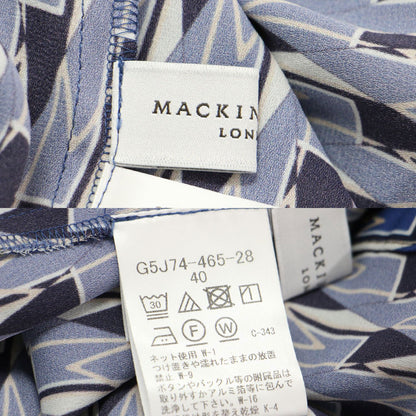 MACKIN
LON
MACKIN
LON
G5J74-465-28
40
30
P
W
C-343
ネット使用 W-1
つけ置きや濡れたままの放置
禁止 W-9
ボタンやバックル等の附属品は
取り外すかアルミ箔等に包んで
洗浄して下さい。W-16
K-4